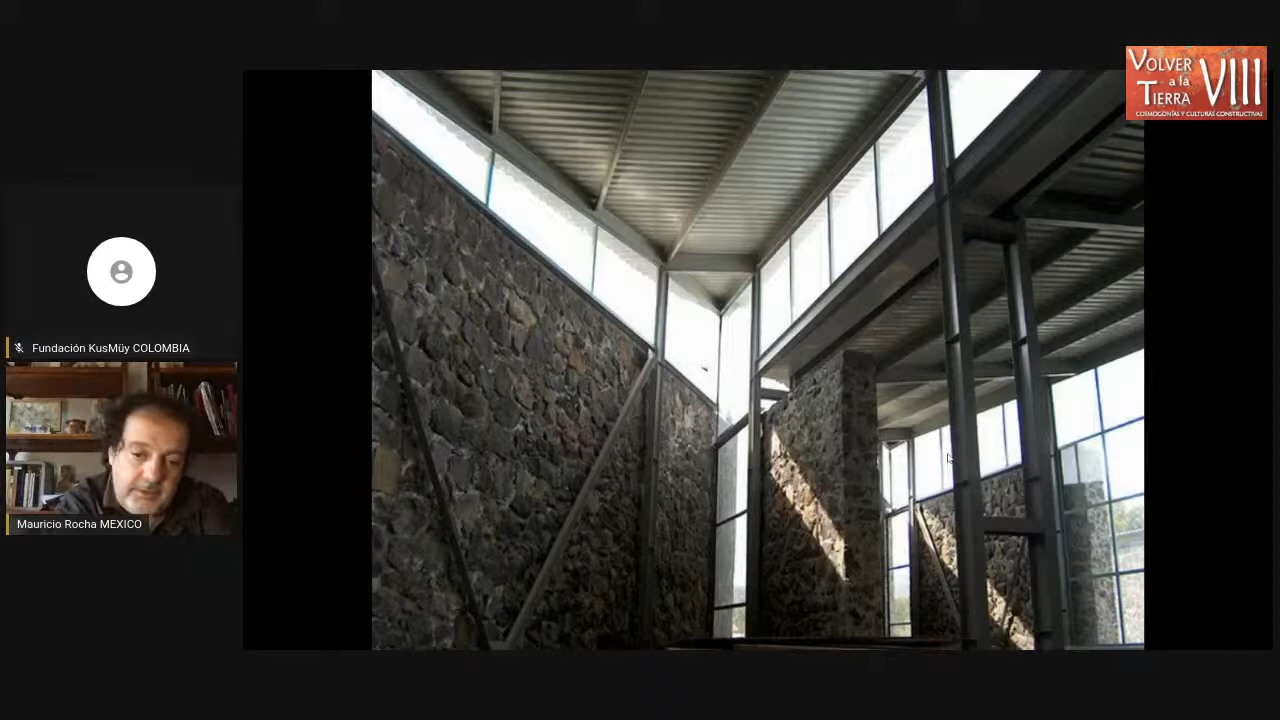 VOLVER
a la
TIERRA
VIII
COSMOGONÍAS Y CULTURAS CONSTRUCTIVAS
Fundación KusMüy COLOMBIA
Mauricio Rocha MEXICO